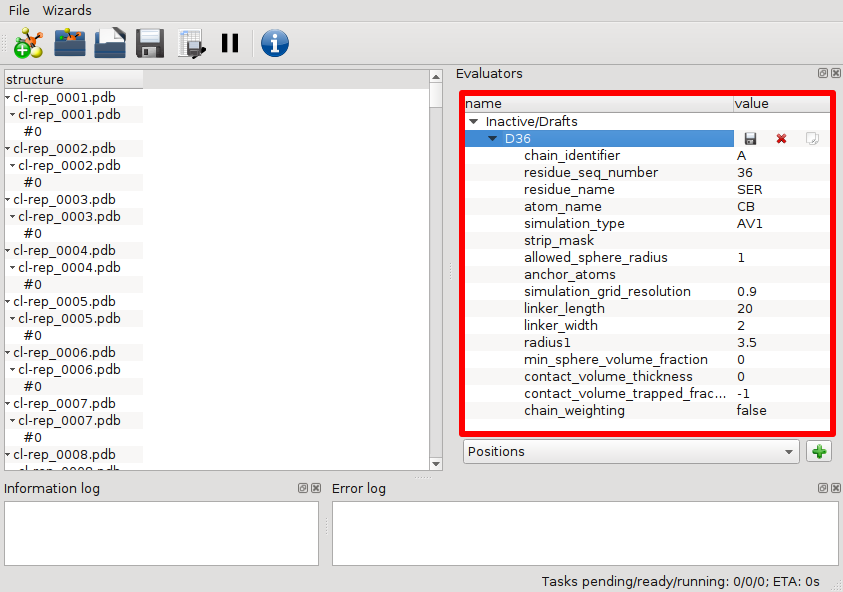 File Wizards
structure
cl-rep_0001.pdb
cl-rep_0001.pdb
#0
cl-rep_0002.pdb
cl-rep_0002.pdb
#0
cl-rep_0003.pdb
cl-rep_0003.pdb
#0
cl-rep_0004.pdb
cl-rep_0004.pdb
#0
cl-rep_0005.pdb
cl-rep_0005.pdb
#0
cl-rep_0006.pdb
cl-rep_0006.pdb
#0
cl-rep_0007.pdb
cl-rep_0007.pdb
#0
cl-rep_0008.pdb
Evaluators
name value
Inactive/Drafts
D36
chain_identifier A
residue_seq_number 36
residue_name SER
atom_name CB
simulation_type AV1
strip_mask
allowed_sphere_radius 1
anchor_atoms
simulation_grid_resolution 0.9
linker_length 20
linker_width 2
radius1 3.5
min_sphere_volume_fraction 0
contact_volume_thickness 0
contact_volume_trapped_frac... -1
chain_weighting false
Positions
Information log
Error log
Tasks pending/ready/running: 0/0/0; ETA: 0s